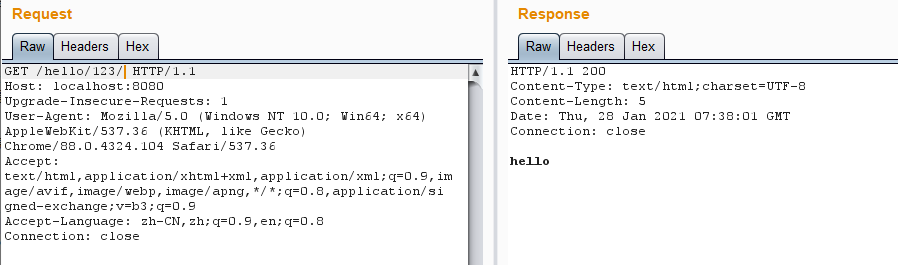 Request
Raw Headers Hex
GET /hello/123/ HTTP/1.1
Host: localhost:8080
Upgrade-Insecure-Requests: 1
User-Agent: Mozilla/5.0 (Windows NT 10.0; Win64; x64)
AppleWebKit/537.36 (KHTML, like Gecko)
Chrome/88.0.4324.104 Safari/537.36
Accept:
text/html,application/xhtml+xml,application/xml;q=0.9,im
age/avif,image/webp,image/apng,*/*;q=0.8,application/si
gned-exchange;v=b3;q=0.9
Accept-Language: zh-CN,zh;q=0.9,en;q=0.8
Connection: close
Response
Raw Headers Hex
HTTP/1.1 200
Content-Type: text/html;charset=UTF-8
Content-Length: 5
Date: Thu, 28 Jan 2021 07:38:01 GMT
Connection: close
hello